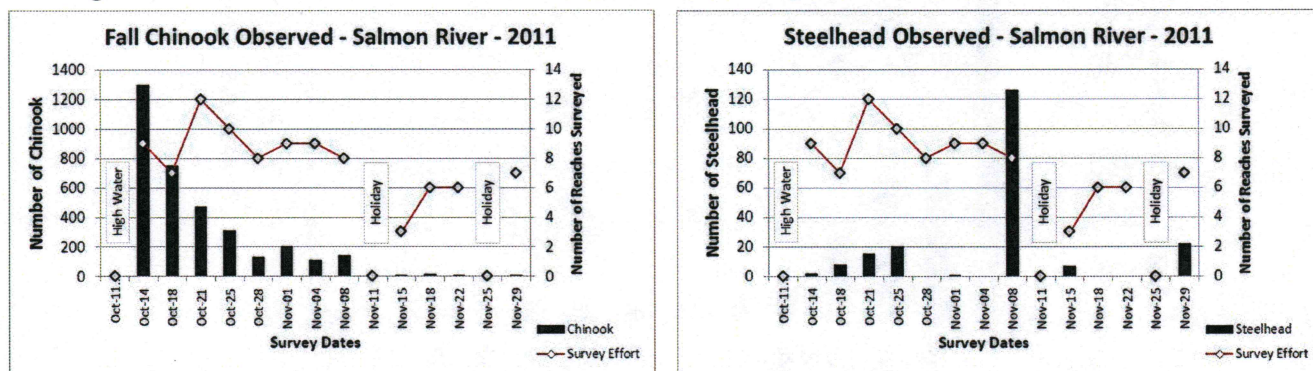 Fall Chinook Observed - Salmon River - 2011
Number of Chinook
1400
1200
1000
800
600
400
200
0
14
12
10
8
6
4
2
0
Number of Reaches Surveyed
High Water
Holiday
Holiday
Oct-11.
Oct-14
Oct-18
Oct-21
Oct-25
Oct-28
Nov-01
Nov-04
Nov-08
Nov-11
Nov-15
Nov-18
Nov-22
Nov-25
Nov-29
Survey Dates
Chinook
Survey Effort
Steelhead Observed - Salmon River - 2011
Number of Steelhead
140
120
100
80
60
40
20
0
14
12
10
8
6
4
2
0
Number of Reaches Surveyed
High Water
Holiday
Holiday
Oct-11.
Oct-14
Oct-18
Oct-21
Oct-25
Oct-28
Nov-01
Nov-04
Nov-08
Nov-11
Nov-15
Nov-18
Nov-22
Nov-25
Nov-29
Survey Dates
Steelhead
Survey Effort